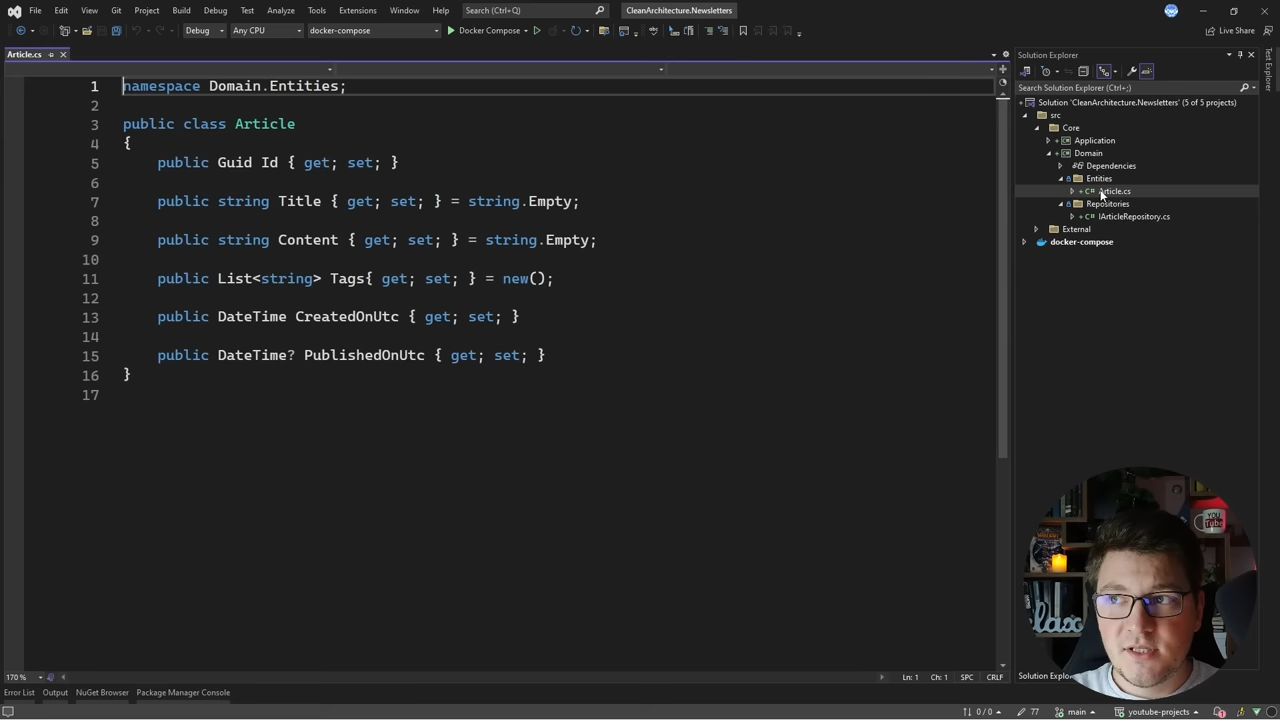 File Edit View Git Project Build Debug Test Analyze Tools Extensions Window Help Search (Ctrl+Q) CleanArchitecture.Newsletters
Debug Any CPU docker-compose Docker Compose Live Share
Article.cs
1 namespace Domain.Entities;
2
3 public class Article
4 {
5 public Guid Id { get; set; }
6
7 public string Title { get; set; } = string.Empty;
8
9 public string Content { get; set; } = string.Empty;
10
11 public List<string> Tags{ get; set; } = new();
12
13 public DateTime CreatedOnUtc { get; set; }
14
15 public DateTime? PublishedOnUtc { get; set; }
16 }
17
Solution Explorer
Search Solution Explorer (Ctrl+;)
Solution 'CleanArchitecture.Newsletters' (5 of 5 projects)
src
Core
Application
C# Domain
Dependencies
Entities
C# Article.cs
Repositories
C# IArticleRepository.cs
External
docker-compose
Test Explorer
YOU
Tube
170 % Ln: 1 Ch: 1 SPC CRLF
Solution Explorer
Error List Output NuGet Browser Package Manager Console
0 / 0 77 main youtube-projects 1